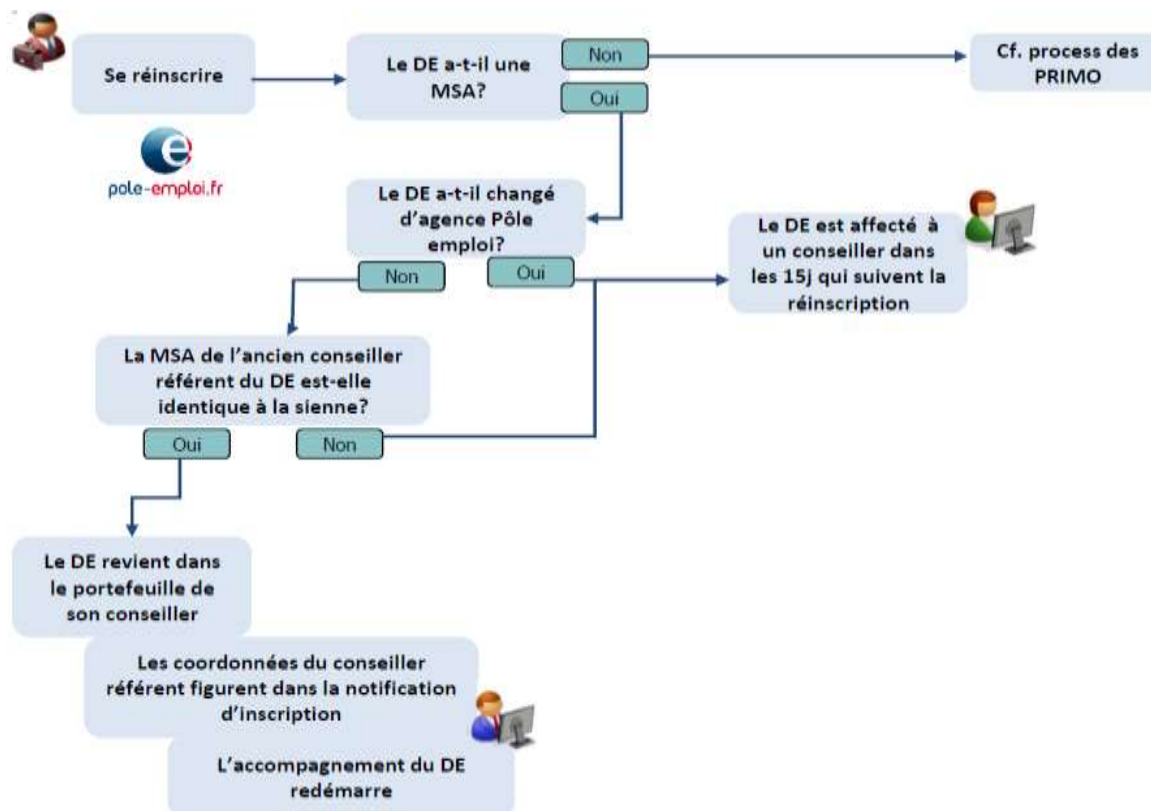 Se réinscrire
Le DE a-t-il une
MSA?
Non
Oui
Cf. process des
PRIMO
pole-emploi.fr
Le DE a-t-il changé
d'agence Pôle
emploi?
Non
Oui
Le DE est affecté à
un conseiller dans
les 15j qui suivent la
réinscription
La MSA de l'ancien conseiller
référent du DE est-elle
identique à la sienne?
Oui
Non
Le DE revient dans
le portefeuille de
son conseiller
Les coordonnées du conseiller
référent figurent dans la notification
d'inscription
L'accompagnement du DE
redémarre